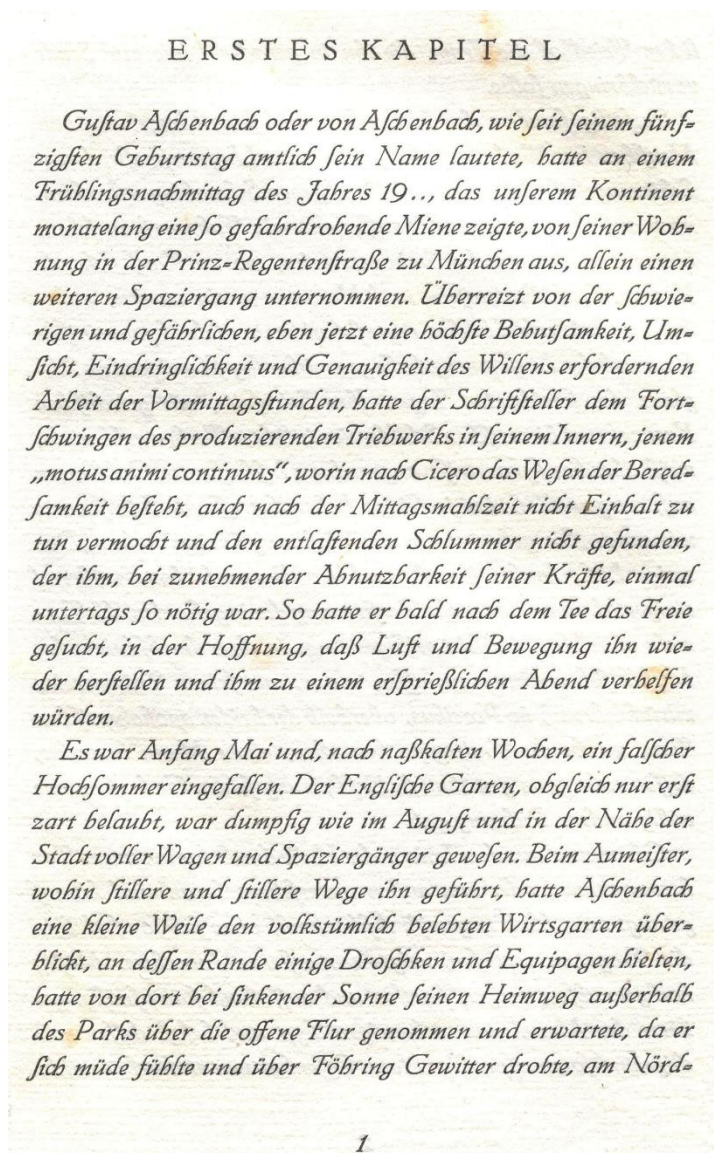 ERSTES KAPITEL
Guſtav Aſchenbach oder von Aſchenbach, wie ſeit ſeinem fünf=
zigſten Geburtstag amtlich ſein Name lautete, hatte an einem
Frühlingsnachmittag des Jahres 19.., das unſerem Kontinent
monatelang eine ſo gefahrdrohende Miene zeigte, von ſeiner Woh=
nung in der Prinz=Regentenſtraße zu München aus, allein einen
weiteren Spaziergang unternommen. Überreizt von der ſchwie=
rigen und gefährlichen, eben jetzt eine höchſte Behutſamkeit, Um=
ſicht, Eindringlichkeit und Genauigkeit des Willens erfordernden
Arbeit der Vormittagsſtunden, hatte der Schriftſteller dem Fort=
ſchwingen des produzierenden Triebwerks in ſeinem Innern, jenem
„motus animi continuus“, worin nach Cicero das Weſen der Bered=
ſamkeit beſteht, auch nach der Mittagsmahlzeit nicht Einhalt zu
tun vermocht und den entlaſtenden Schlummer nicht gefunden,
der ihm, bei zunehmender Abnutzbarkeit ſeiner Kräfte, einmal
untertags ſo nötig war. So hatte er bald nach dem Tee das Freie
geſucht, in der Hoffnung, daß Luft und Bewegung ihn wie=
der herſtellen und ihm zu einem erſprießlichen Abend verhelfen
würden.
Es war Anfang Mai und, nach naßkalten Wochen, ein falſcher
Hochſommer eingefallen. Der Engliſche Garten, obgleich nur erſt
zart belaubt, war dumpfig wie im Auguſt und in der Nähe der
Stadt voller Wagen und Spaziergänger geweſen. Beim Aumeiſter,
wohin ſtillere und ſtillere Wege ihn geführt, hatte Aſchenbach
eine kleine Weile den volkstümlich belebten Wirtsgarten über=
blickt, an deſſen Rande einige Droſchken und Equipagen hielten,
hatte von dort bei ſinkender Sonne ſeinen Heimweg außerhalb
des Parks über die offene Flur genommen und erwartete, da er
ſich müde fühlte und über Föhring Gewitter drohte, am Nörd=
1